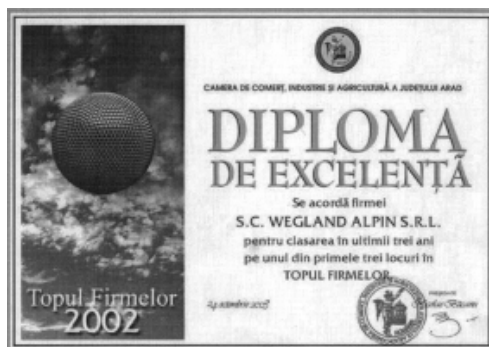 CAMERA DE COMERȚ, INDUSTRIE ȘI AGRICULTURĂ A JUDEȚULUI ARAD
DIPLOMA
DE EXCELENȚĂ
Se acordă firmei
S.C. WEGLAND ALPIN S.R.L.
pentru clasarea în ultimii trei ani
pe unul din primele trei locuri în
TOPUL FIRMELOR
Topul Firmelor
2002